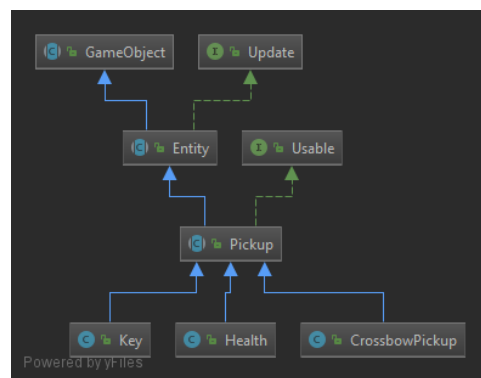 GameObject
Update
Entity
Usable
Pickup
Key
Health
CrossbowPickup
Powered by yFiles